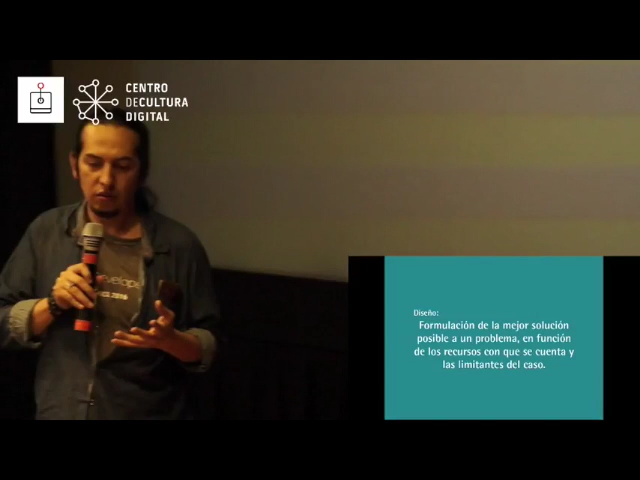 CENTRO
DECULTURA
DIGITAL
2016
Diseño:
Formulación de la mejor solución
posible a un problema, en función
de los recursos con que se cuenta y
las limitantes del caso.